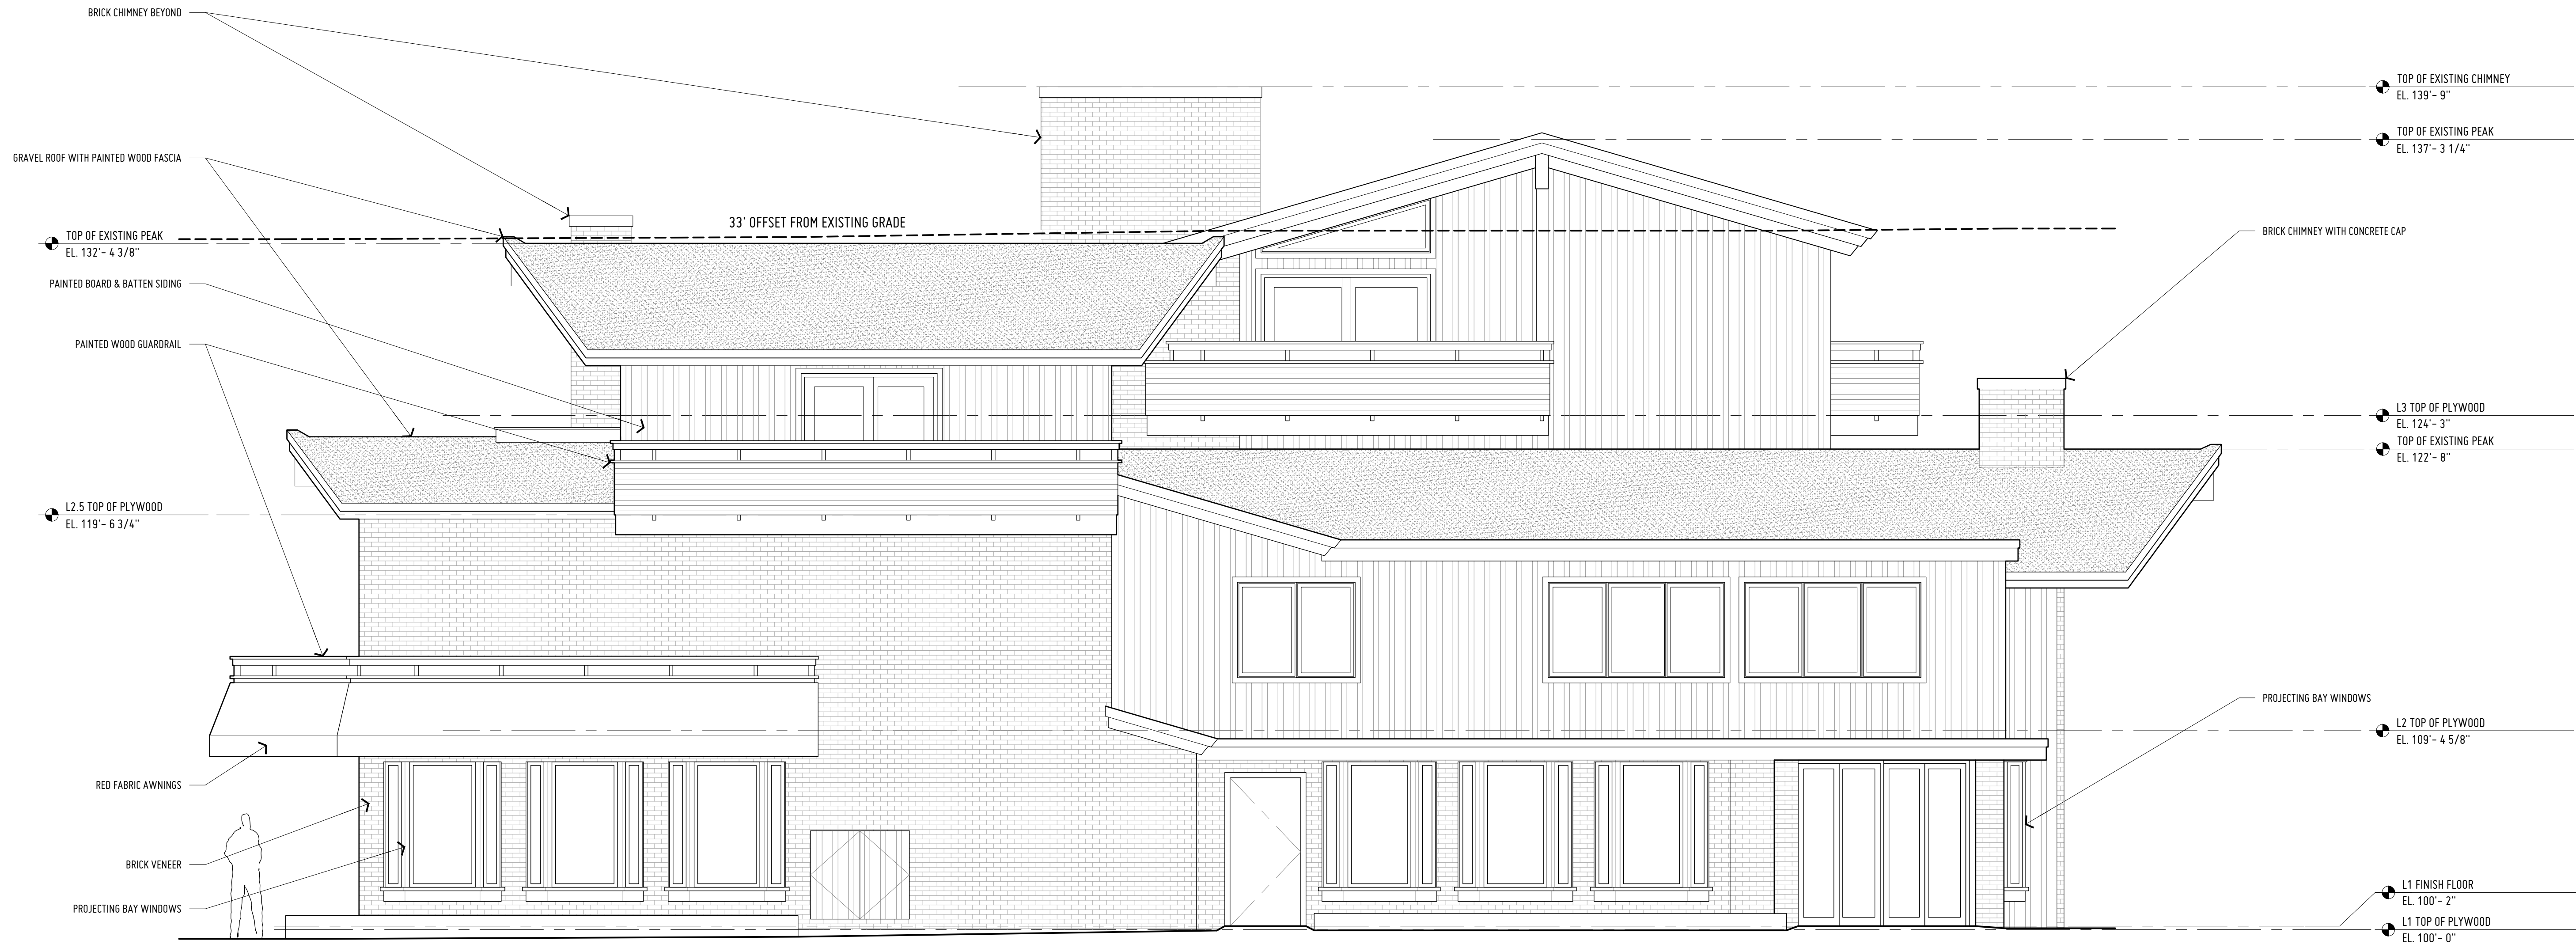 BRICK CHIMNEY BEYOND
TOP OF EXISTING CHIMNEY
EL. 139'- 9"
TOP OF EXISTING PEAK
EL. 137'- 3 1/4"
GRAVEL ROOF WITH PAINTED WOOD FASCIA
33' OFFSET FROM EXISTING GRADE
TOP OF EXISTING PEAK
EL. 132'- 4 3/8"
BRICK CHIMNEY WITH CONCRETE CAP
PAINTED BOARD & BATTEN SIDING
PAINTED WOOD GUARDRAIL
L3 TOP OF PLYWOOD
EL. 124'- 3"
TOP OF EXISTING PEAK
EL. 122'- 8"
L2.5 TOP OF PLYWOOD
EL. 119'- 6 3/4"
PROJECTING BAY WINDOWS
L2 TOP OF PLYWOOD
EL. 109'- 4 5/8"
RED FABRIC AWNINGS
BRICK VENEER
PROJECTING BAY WINDOWS
L1 FINISH FLOOR
EL. 100'- 2"
L1 TOP OF PLYWOOD
EL. 100'- 0"